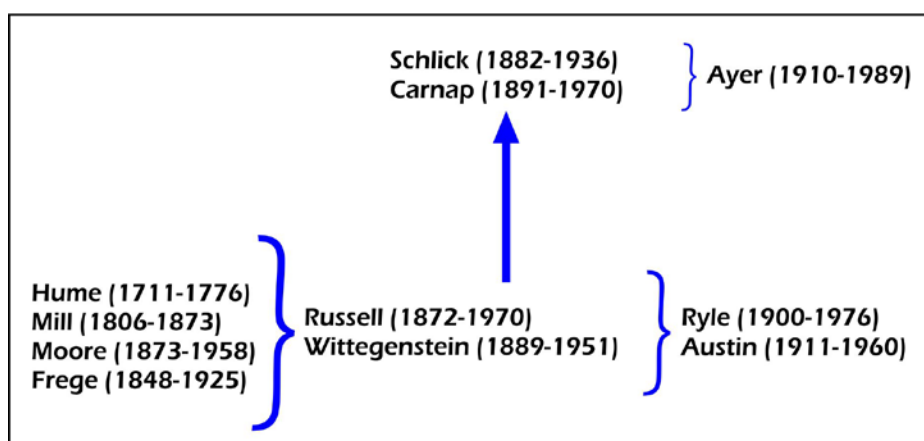 Schlick (1882-1936)
Carnap (1891-1970)
Ayer (1910-1989)
Hume (1711-1776)
Mill (1806-1873)
Moore (1873-1958)
Frege (1848-1925)
Russell (1872-1970)
Wittegenstein (1889-1951)
Ryle (1900-1976)
Austin (1911-1960)